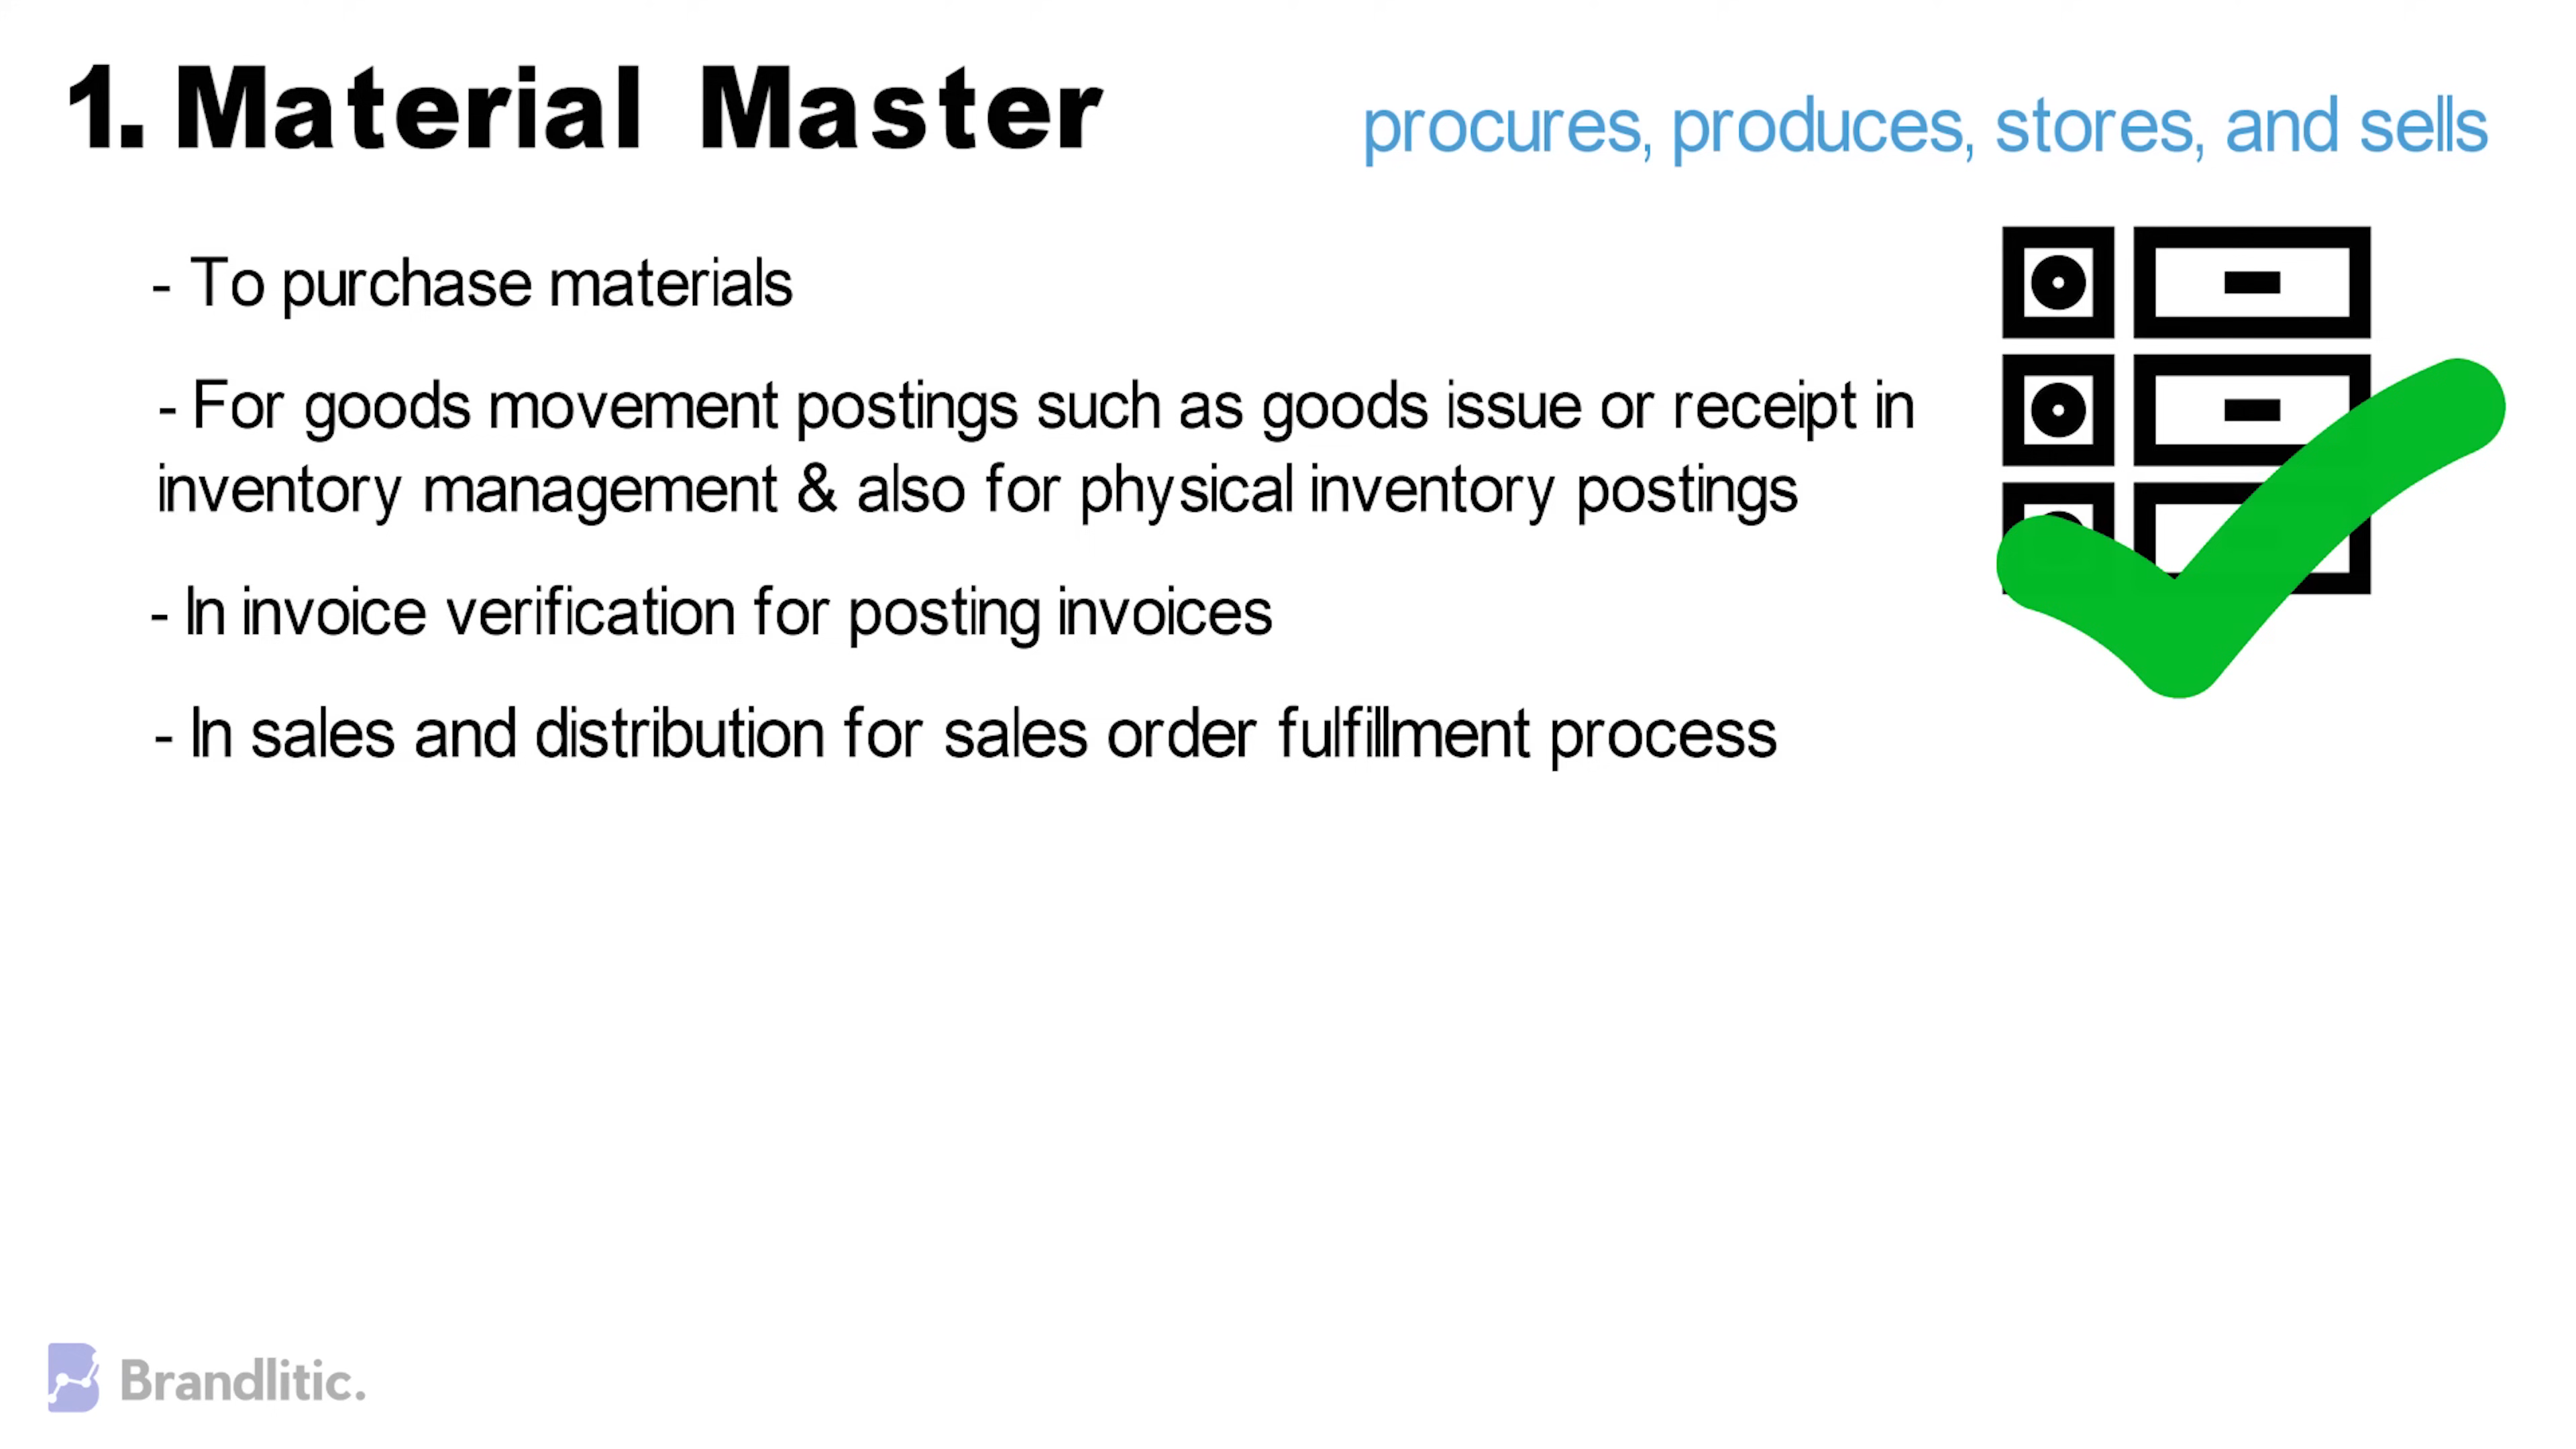 1. Material Master
procures, produces, stores, and sells
- To purchase materials
- For goods movement postings such as goods issue or receipt in
inventory management & also for physical inventory postings
- In invoice verification for posting invoices
- In sales and distribution for sales order fulfillment process
Brandlitic.